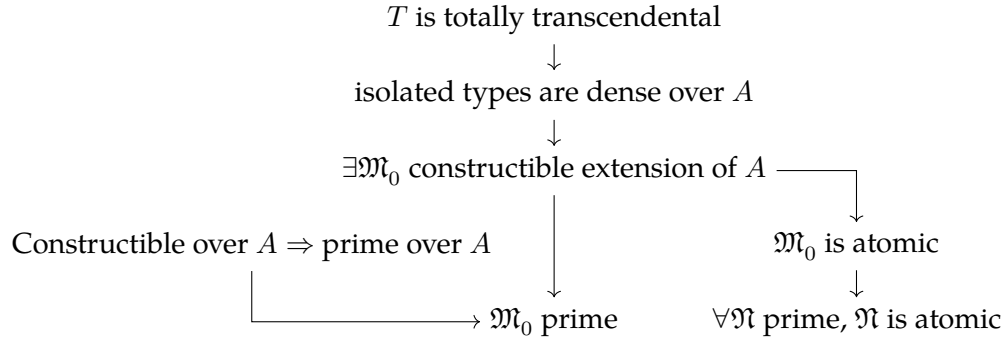 T is totally transcendental
isolated types are dense over A
∃𝔐₀ constructible extension of A
Constructible over A ⇒ prime over A
𝔐₀ is atomic
𝔐₀ prime
∀𝔑 prime, 𝔑 is atomic